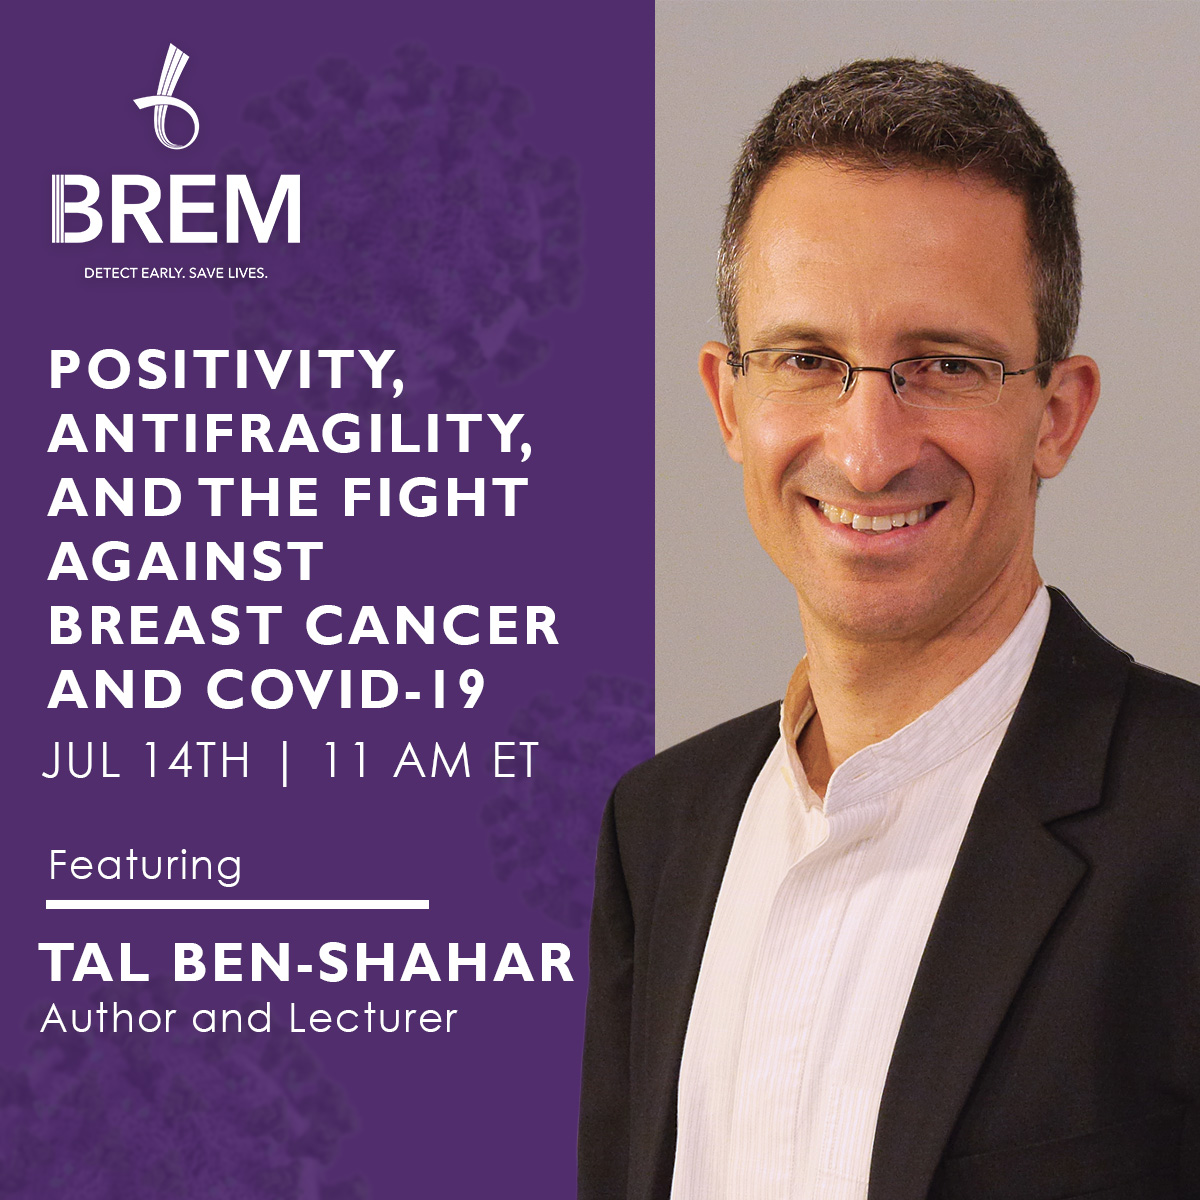 BREM
DETECT EARLY. SAVE LIVES.
POSITIVITY,
ANTIFRAGILITY,
AND THE FIGHT
AGAINST
BREAST CANCER
AND COVID-19
JUL 14TH | 11 AM ET
Featuring
TAL BEN-SHAHAR
Author and Lecturer